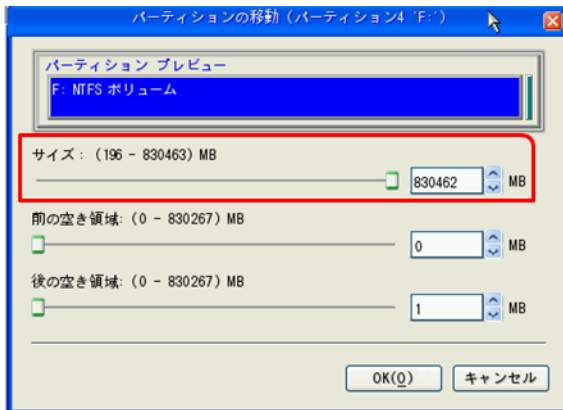 パーティションの移動 (パーティション4 'F:')
パーティション プレビュー
F: NTFS ボリューム
サイズ: (196 - 830463) MB
830462 MB
前の空き領域: (0 - 830267) MB
0 MB
後の空き領域: (0 - 830267) MB
1 MB
OK(O) キャンセル